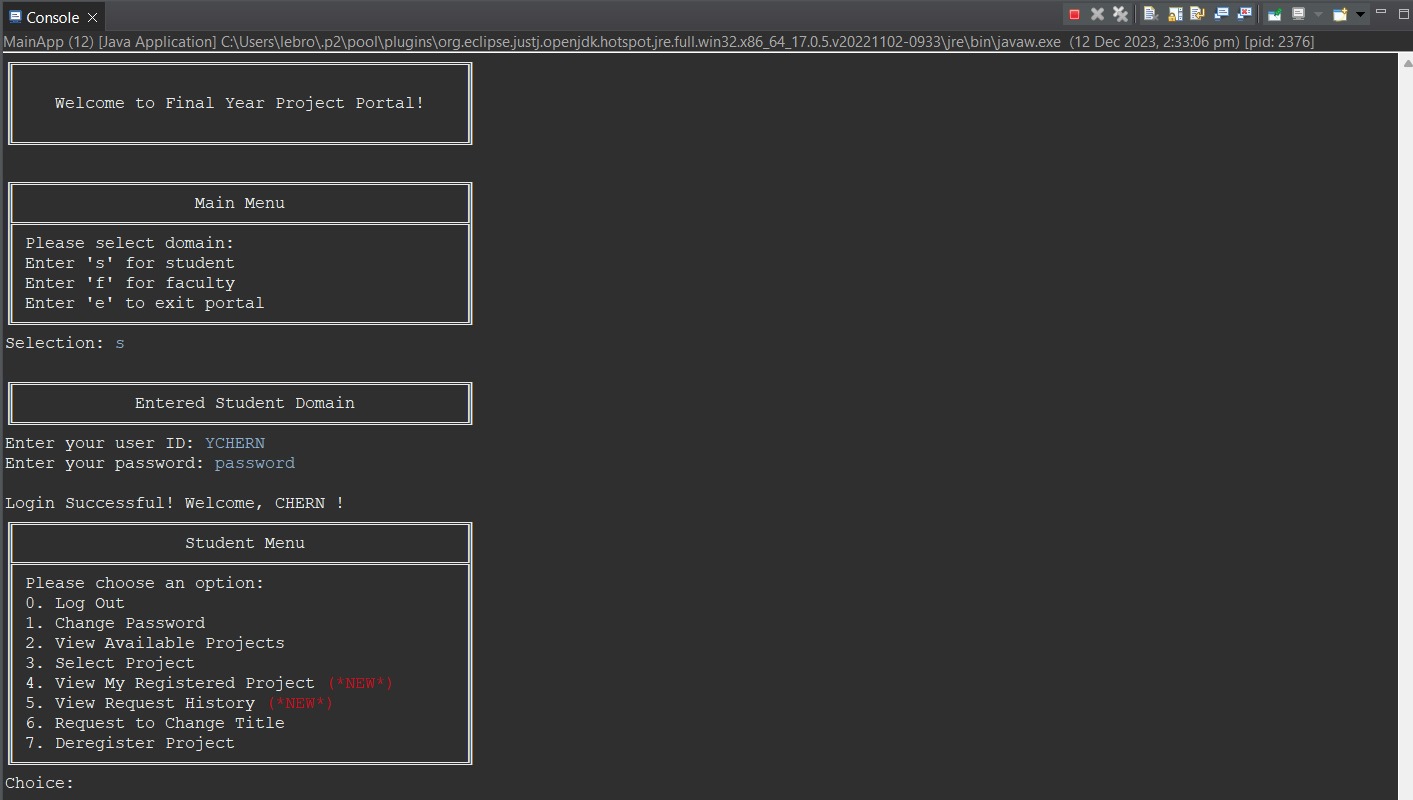 Console
MainApp (12) [Java Application] C:\Users\lebro\.p2\pool\plugins\org.eclipse.justj.openjdk.hotspot.jre.full.win32.x86_64_17.0.5.v20221102-0933\jre\bin\javaw.exe (12 Dec 2023, 2:33:06 pm) [pid: 2376]
Welcome to Final Year Project Portal!
Main Menu
Please select domain:
Enter 's' for student
Enter 'f' for faculty
Enter 'e' to exit portal
Selection: s
Entered Student Domain
Enter your user ID: YCHERN
Enter your password: password
Login Successful! Welcome, CHERN !
Student Menu
Please choose an option:
0. Log Out
1. Change Password
2. View Available Projects
3. Select Project
4. View My Registered Project (*NEW*)
5. View Request History (*NEW*)
6. Request to Change Title
7. Deregister Project
Choice: